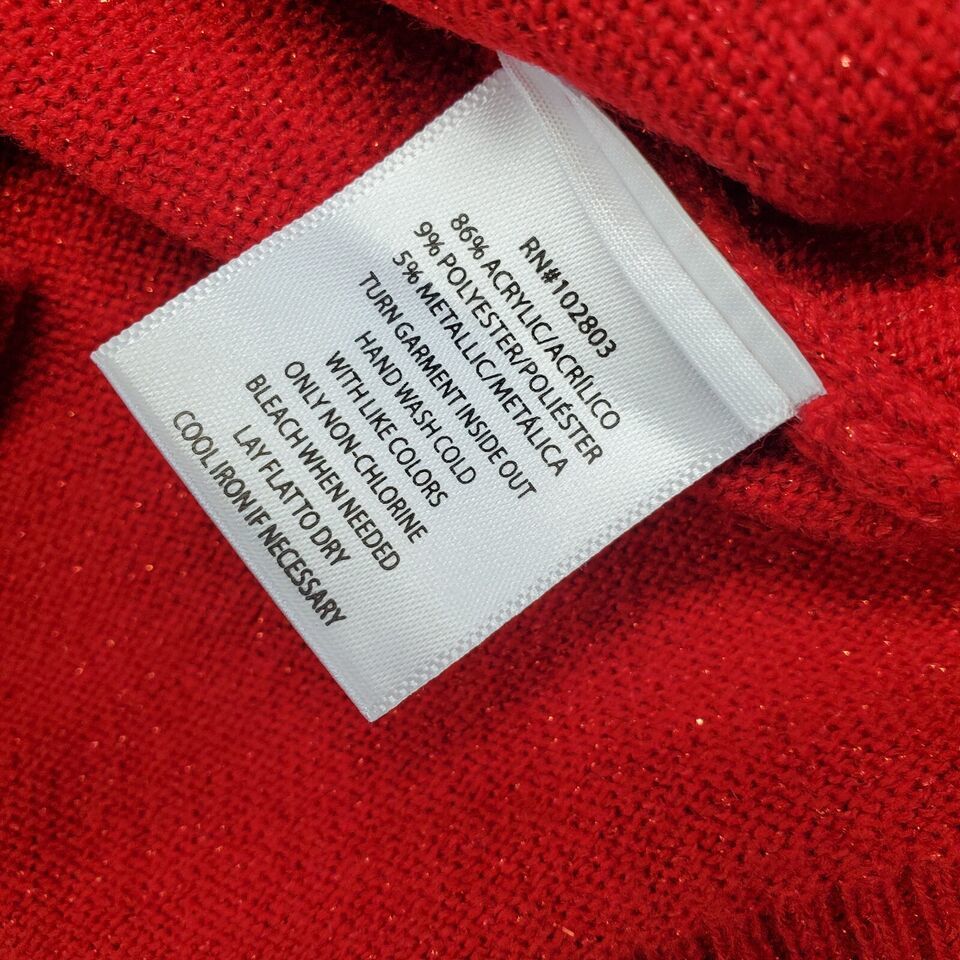 RN#102803
86% ACRYLIC/ACRÍLICO
9% POLYESTER/POLIÉSTER
5% METALLIC/METÁLICA
TURN GARMENT INSIDE OUT
HAND WASH COLD
WITH LIKE COLORS
ONLY NON-CHLORINE
BLEACH WHEN NEEDED
LAY FLAT TO DRY
COOL IRON IF NECESSARY